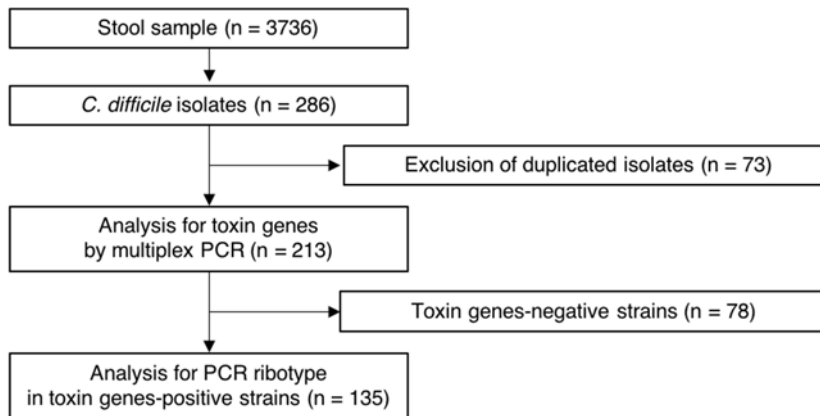 Stool sample (n = 3736)
C. difficile isolates (n = 286)
Exclusion of duplicated isolates (n = 73)
Analysis for toxin genes
by multiplex PCR (n = 213)
Toxin genes-negative strains (n = 78)
Analysis for PCR ribotype
in toxin genes-positive strains (n = 135)